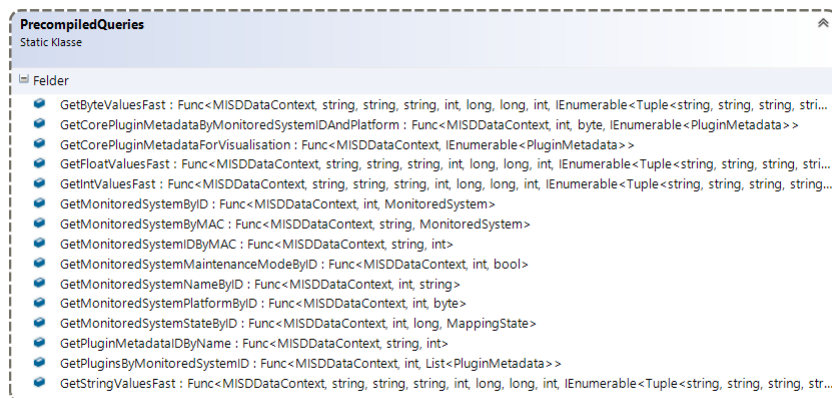 PrecompiledQueries
Static Klasse
Felder
GetByteValuesFast : Func<MISDDataContext, string, string, string, int, long, long, int, IEnumerable<Tuple<string, string, string, stri...
GetCorePluginMetadataByMonitoredSystemIDAndPlatform : Func<MISDDataContext, int, byte, IEnumerable<PluginMetadata>>
GetCorePluginMetadataForVisualisation : Func<MISDDataContext, IEnumerable<PluginMetadata>>
GetFloatValuesFast : Func<MISDDataContext, string, string, string, int, long, long, int, IEnumerable<Tuple<string, string, string, stri...
GetIntValuesFast : Func<MISDDataContext, string, string, string, int, long, long, int, IEnumerable<Tuple<string, string, string, string...
GetMonitoredSystemByID : Func<MISDDataContext, int, MonitoredSystem>
GetMonitoredSystemByMAC : Func<MISDDataContext, string, MonitoredSystem>
GetMonitoredSystemIDByMAC : Func<MISDDataContext, string, int>
GetMonitoredSystemMaintenanceModeByID : Func<MISDDataContext, int, bool>
GetMonitoredSystemNameByID : Func<MISDDataContext, int, string>
GetMonitoredSystemPlatformByID : Func<MISDDataContext, int, byte>
GetMonitoredSystemStateByID : Func<MISDDataContext, int, long, MappingState>
GetPluginMetadataIDByName : Func<MISDDataContext, string, int>
GetPluginsByMonitoredSystemID : Func<MISDDataContext, int, List<PluginMetadata>>
GetStringValuesFast : Func<MISDDataContext, string, string, string, int, long, long, int, IEnumerable<Tuple<string, string, string, str...